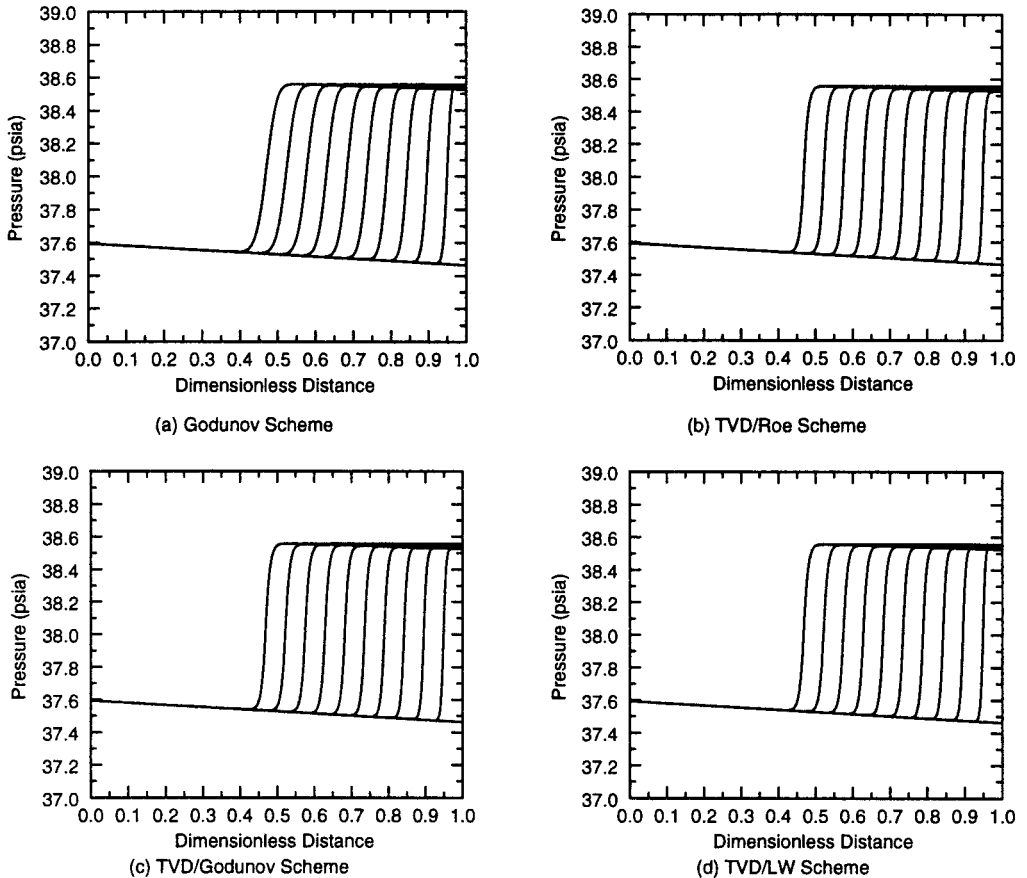 39.0
38.8
38.6
38.4
38.2
38.0
37.8
37.6
37.4
37.2
37.0
Pressure (psia)
0.0 0.1 0.2 0.3 0.4 0.5 0.6 0.7 0.8 0.9 1.0
Dimensionless Distance
(a) Godunov Scheme
39.0
38.8
38.6
38.4
38.2
38.0
37.8
37.6
37.4
37.2
37.0
Pressure (psia)
0.0 0.1 0.2 0.3 0.4 0.5 0.6 0.7 0.8 0.9 1.0
Dimensionless Distance
(b) TVD/Roe Scheme
39.0
38.8
38.6
38.4
38.2
38.0
37.8
37.6
37.4
37.2
37.0
Pressure (psia)
0.0 0.1 0.2 0.3 0.4 0.5 0.6 0.7 0.8 0.9 1.0
Dimensionless Distance
(c) TVD/Godunov Scheme
39.0
38.8
38.6
38.4
38.2
38.0
37.8
37.6
37.4
37.2
37.0
Pressure (psia)
0.0 0.1 0.2 0.3 0.4 0.5 0.6 0.7 0.8 0.9 1.0
Dimensionless Distance
(d) TVD/LW Scheme